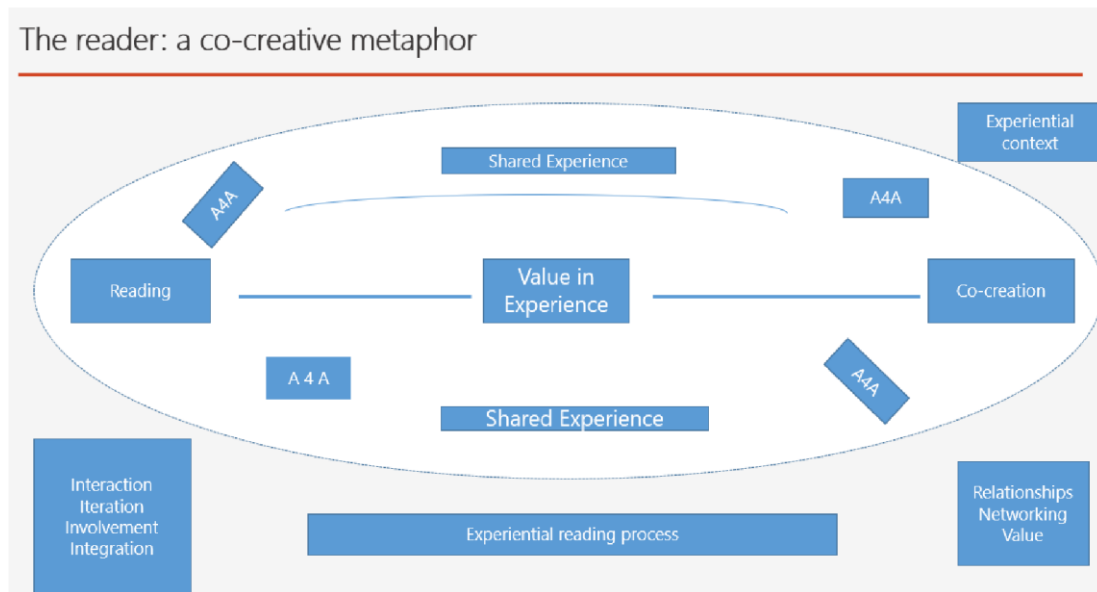 The reader: a co-creative metaphor
Experiential
context
Shared Experience
A4A
A4A
Reading
Value in
Experience
Co-creation
A 4 A
A4A
Shared Experience
Interaction
Iteration
Involvement
Integration
Relationships
Networking
Value
Experiential reading process